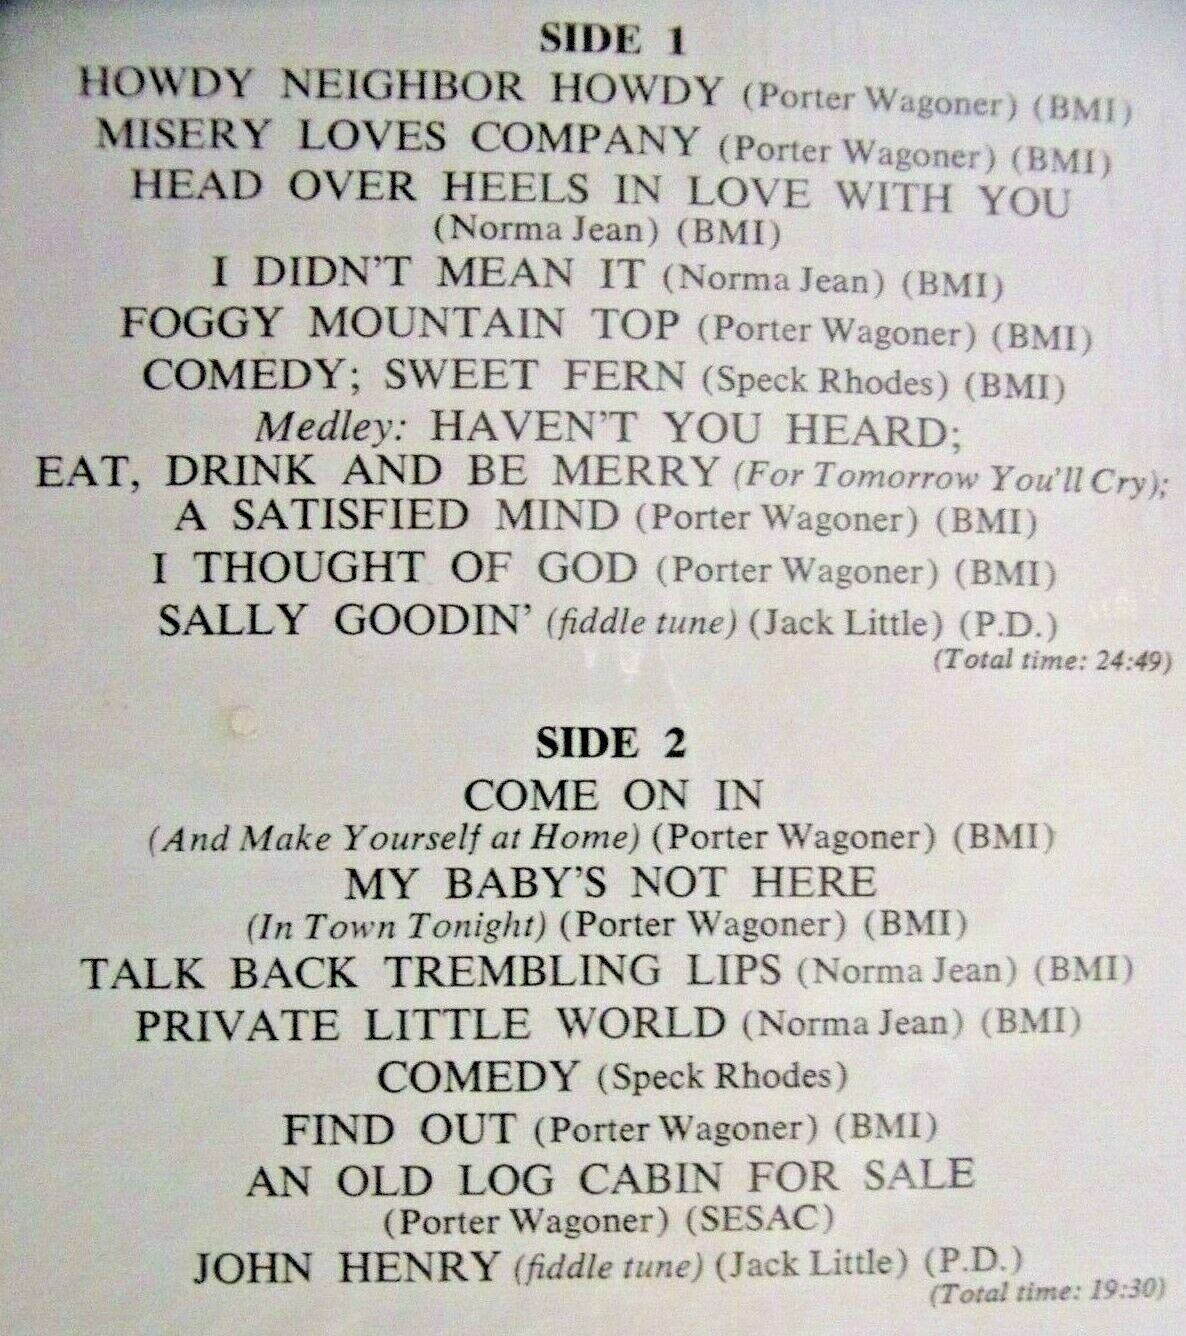 SIDE 1
HOWDY NEIGHBOR HOWDY (Porter Wagoner) (BMI)
MISERY LOVES COMPANY (Porter Wagoner) (BMI)
HEAD OVER HEELS IN LOVE WITH YOU
(Norma Jean) (BMI)
I DIDN'T MEAN IT (Norma Jean) (BMI)
FOGGY MOUNTAIN TOP (Porter Wagoner) (BMI)
COMEDY; SWEET FERN (Speck Rhodes) (BMI)
Medley: HAVEN'T YOU HEARD;
EAT, DRINK AND BE MERRY (For Tomorrow You'll Cry);
A SATISFIED MIND (Porter Wagoner) (BMI)
I THOUGHT OF GOD (Porter Wagoner) (BMI)
SALLY GOODIN' (fiddle tune) (Jack Little) (P.D.)
(Total time: 24:49)
SIDE 2
COME ON IN
(And Make Yourself at Home) (Porter Wagoner) (BMI)
MY BABY'S NOT HERE
(In Town Tonight) (Porter Wagoner) (BMI)
TALK BACK TREMBLING LIPS (Norma Jean) (BMI)
PRIVATE LITTLE WORLD (Norma Jean) (BMI)
COMEDY (Speck Rhodes)
FIND OUT (Porter Wagoner) (BMI)
AN OLD LOG CABIN FOR SALE
(Porter Wagoner) (SESAC)
JOHN HENRY (fiddle tune) (Jack Little) (P.D.)
(Total time: 19:30)